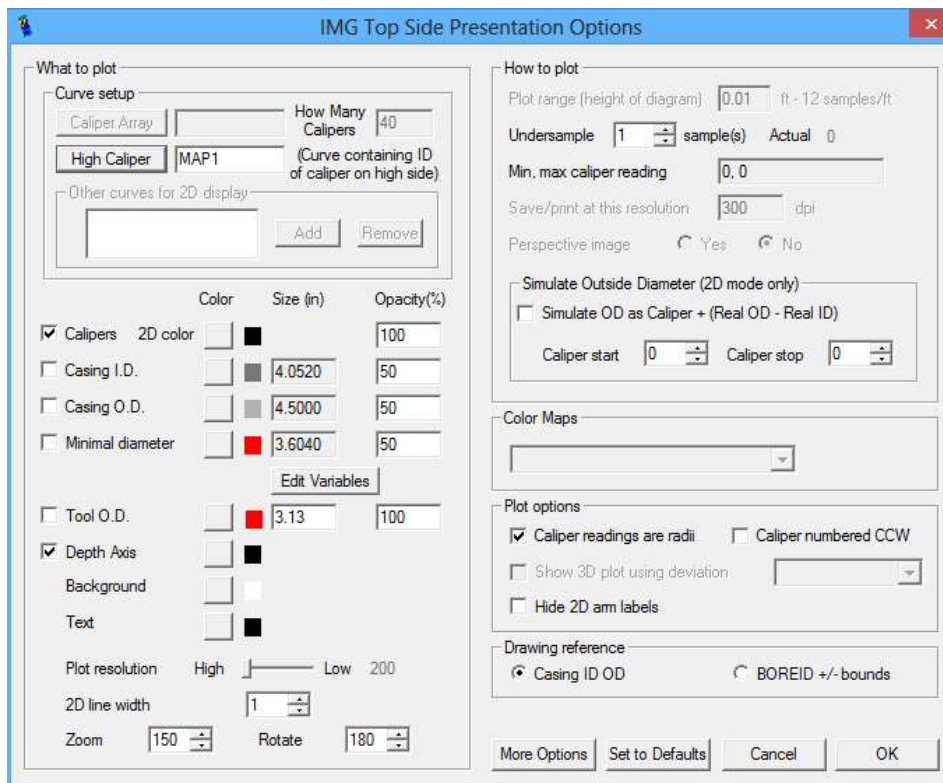 IMG Top Side Presentation Options
What to plot
Curve setup
Caliper Array
How Many Calipers
40
High Caliper
MAP1
(Curve containing ID of caliper on high side)
Other curves for 2D display
Add
Remove
Color Size (in) Opacity(%)
Calipers 2D color 100
Casing I.D. 4.0520 50
Casing O.D. 4.5000 50
Minimal diameter 3.6040 50
Edit Variables
Tool O.D. 3.13 100
Depth Axis
Background
Text
Plot resolution High Low 200
2D line width 1
Zoom 150 Rotate 180
How to plot
Plot range (height of diagram) 0.01 ft - 12 samples/ft
Undersample 1 sample(s) Actual 0
Min, max caliper reading 0, 0
Save/print at this resolution 300 dpi
Perspective image Yes No
Simulate Outside Diameter (2D mode only)
Simulate OD as Caliper + (Real OD - Real ID)
Caliper start 0 Caliper stop 0
Color Maps
Plot options
Caliper readings are radii Caliper numbered CCW
Show 3D plot using deviation
Hide 2D arm labels
Drawing reference
Casing ID OD BOREID +/- bounds
More Options Set to Defaults Cancel OK